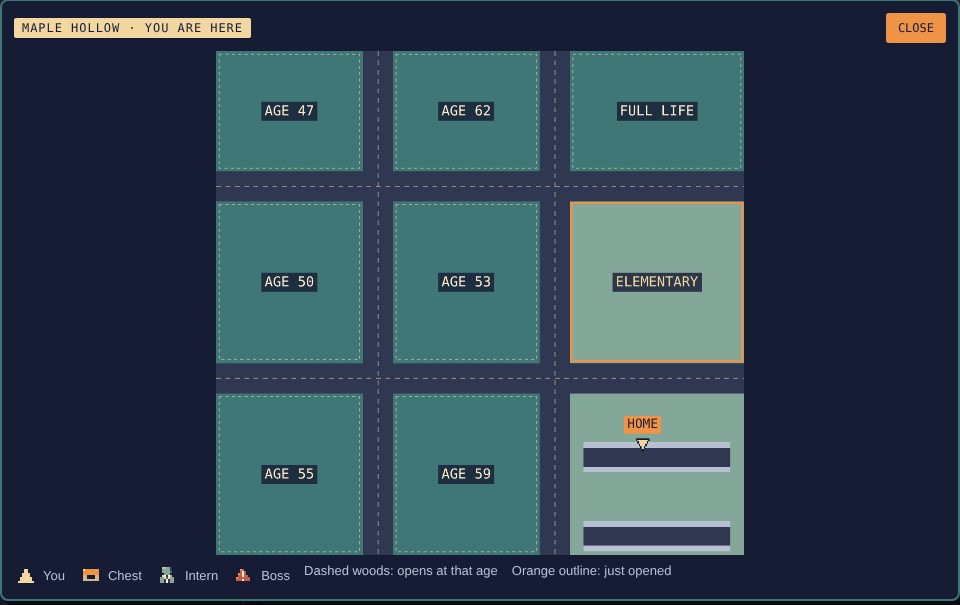 MAPLE HOLLOW · YOU ARE HERE
CLOSE
AGE 47
AGE 62
FULL LIFE
AGE 50
AGE 53
ELEMENTARY
HOME
AGE 55
AGE 59
You
Chest
Intern
Boss
Dashed woods: opens at that age
Orange outline: just opened